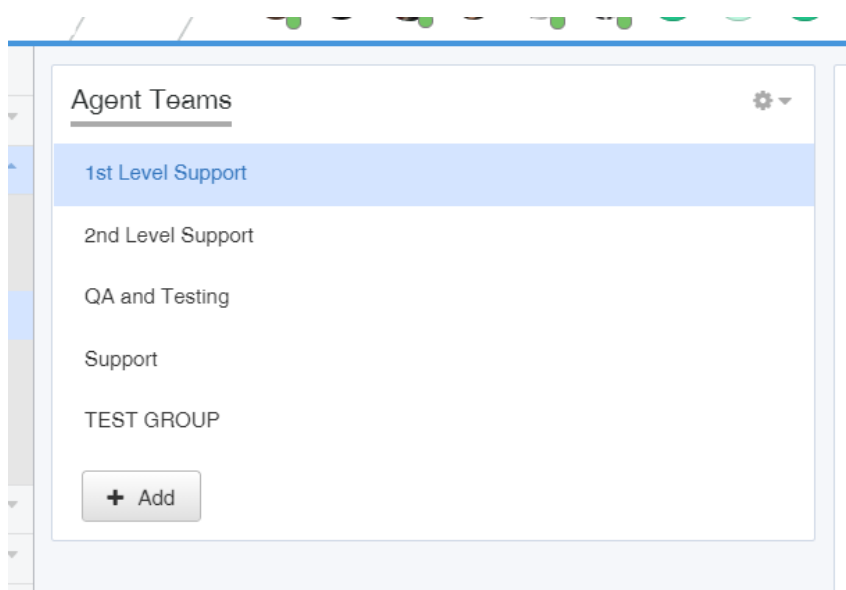 Agent Teams
1st Level Support
2nd Level Support
QA and Testing
Support
TEST GROUP
+ Add